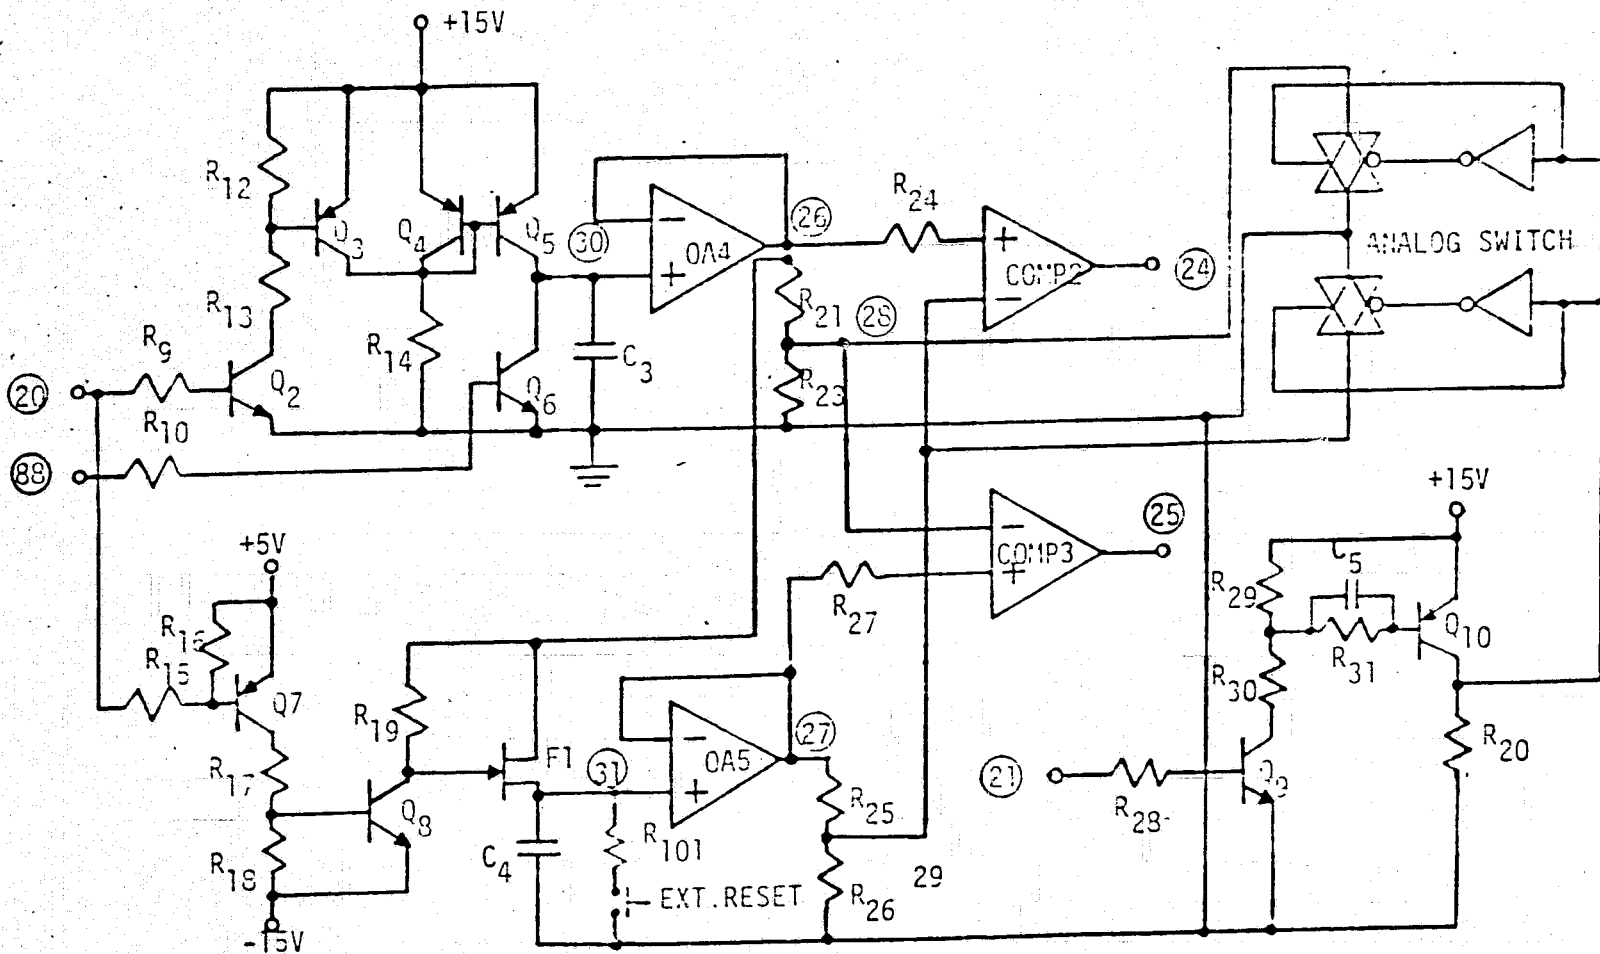 +15V
R12
Q3
Q4
Q5
30
OA4
26
R24
COMP2
24
ANALOG SWITCH
R13
R14
R21
28
C3
R9
20
Q2
Q6
R23
R10
88
+15V
25
+5V
COMP3
C5
R29
R27
Q10
R16
R15
R31
R30
Q7
R19
F1
31
27
OA5
21
R20
R17
Q8
R25
R28
Q9
R18
C4
R101
29
EXT.RESET
R26
-15V